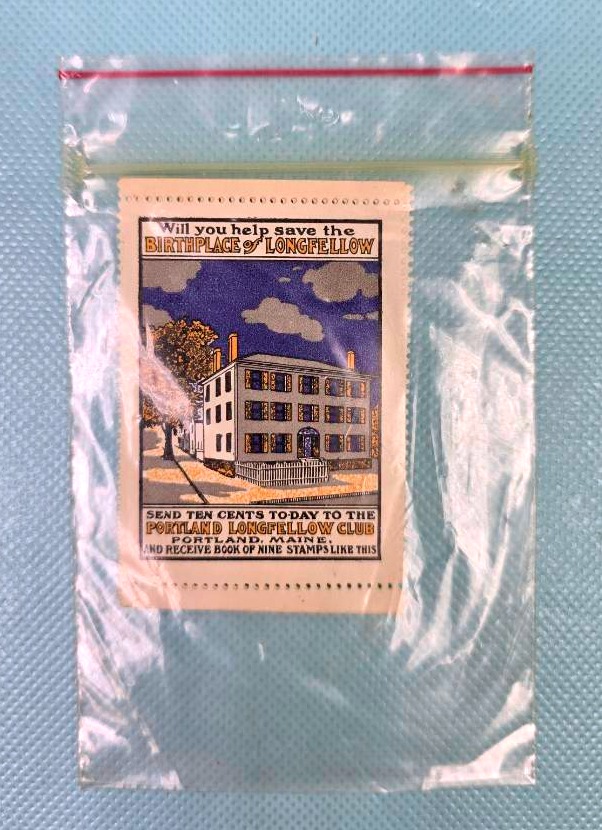 Will you help save the
BIRTHPLACE of LONGFELLOW
SEND TEN CENTS TO-DAY TO THE
PORTLAND LONGFELLOW CLUB
PORTLAND, MAINE,
AND RECEIVE BOOK OF NINE STAMPS LIKE THIS